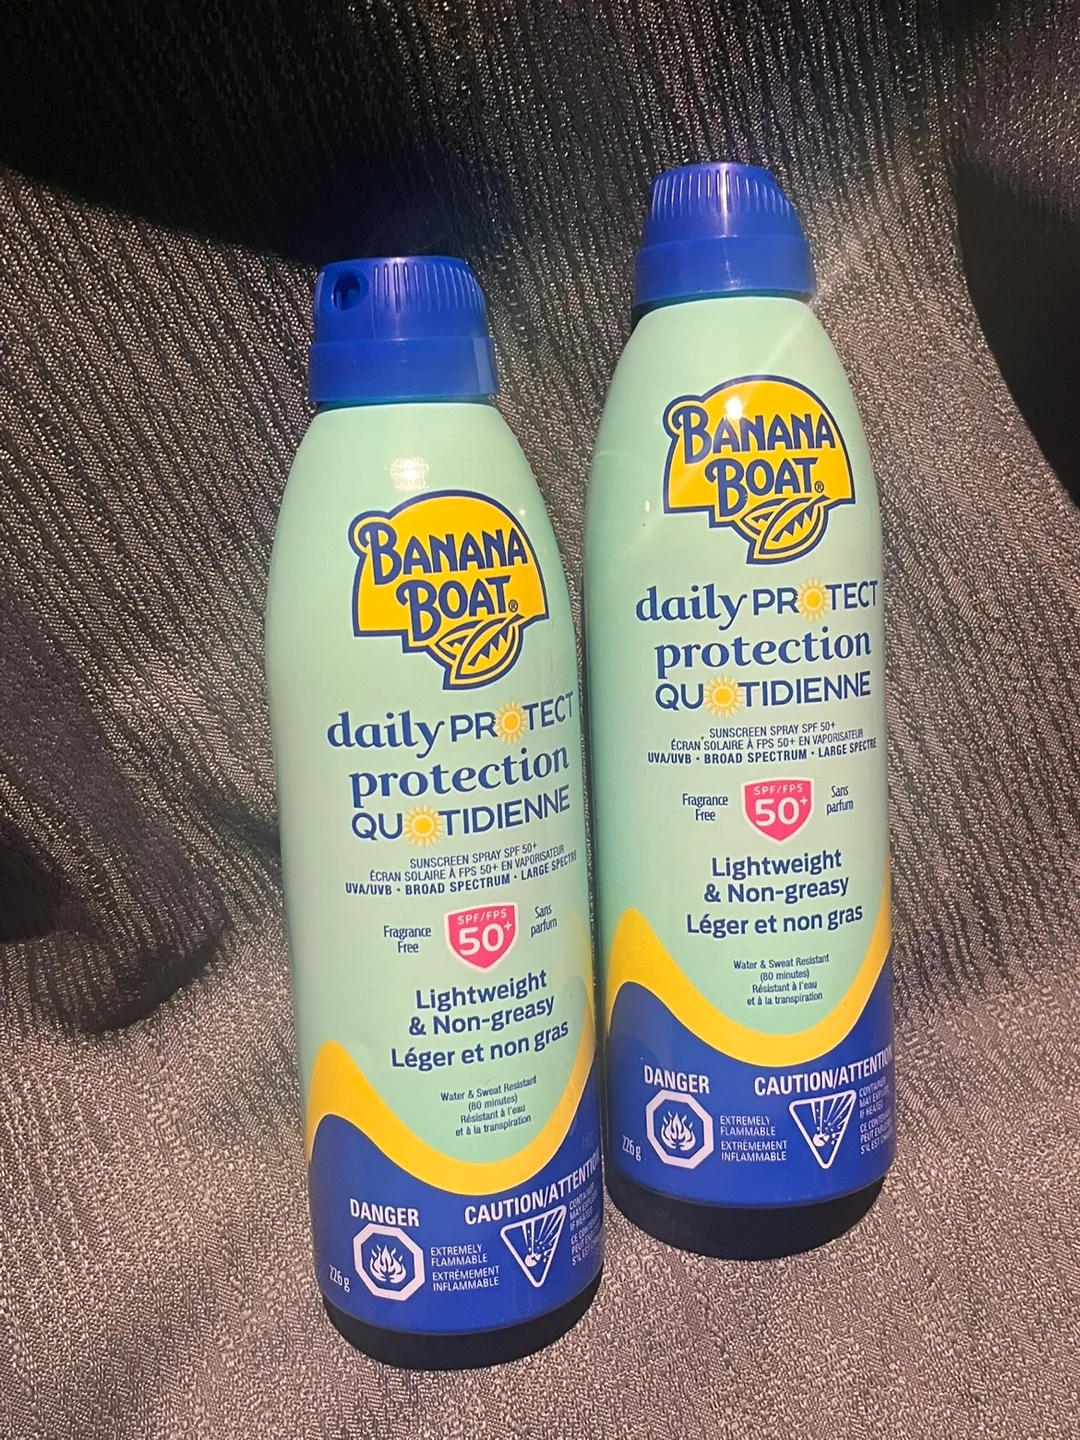 BANANA
BOAT®
daily PROTECT
protection
QUOTIDIENNE
SUNSCREEN SPRAY SPF 50+
ÉCRAN SOLAIRE À FPS 50+ EN VAPORISATEUR
UVA/UVB • BROAD SPECTRUM • LARGE SPECTRE
Fragrance
Free
SPF/FPS
50+
Sans
parfum
Lightweight
& Non-greasy
Léger et non gras
Water & Sweat Resistant
(80 minutes)
Résistant à l'eau
et à la transpiration
DANGER
CAUTION/ATTENTION
EXTREMELY
FLAMMABLE
EXTRÊMEMENT
INFLAMMABLE
226 g
BANANA
BOAT®
daily PROTECT
protection
QUOTIDIENNE
SUNSCREEN SPRAY SPF 50+
ÉCRAN SOLAIRE À FPS 50+ EN VAPORISATEUR
UVA/UVB • BROAD SPECTRUM • LARGE SPECTRE
Fragrance
Free
SPF/FPS
50+
Sans
parfum
Lightweight
& Non-greasy
Léger et non gras
Water & Sweat Resistant
(80 minutes)
Résistant à l'eau
et à la transpiration
DANGER
CAUTION/ATTENTION
EXTREMELY
FLAMMABLE
EXTRÊMEMENT
INFLAMMABLE
CONTAINER
MAY EXPLODE
IF HEATED
226 g